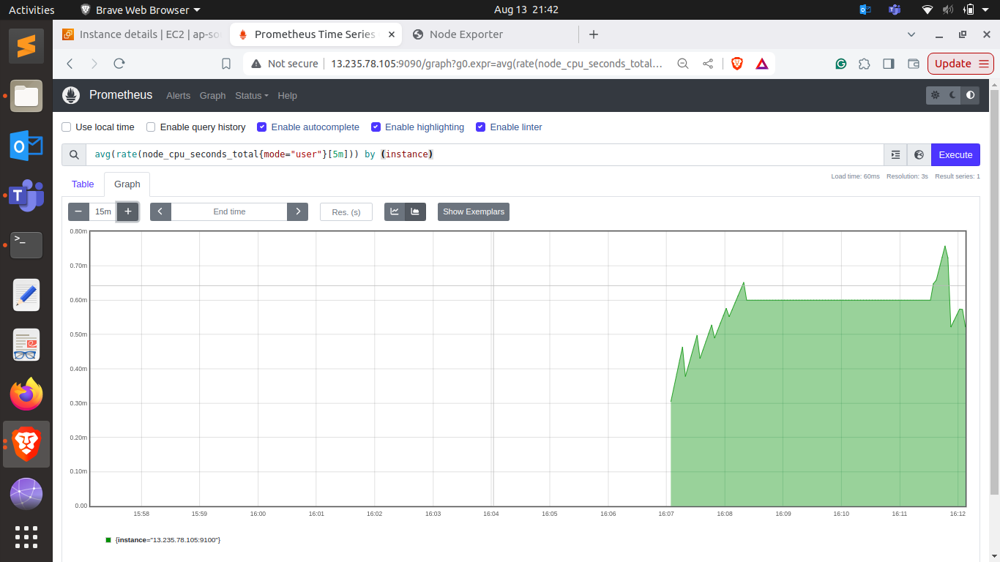 Activities Brave Web Browser Aug 13 21:42
Instance details | EC2 | ap-so Prometheus Time Series Node Exporter
Not secure 13.235.78.105:9090/graph?g0.expr=avg(rate(node_cpu_seconds_total... Update
Prometheus Alerts Graph Status Help
Use local time Enable query history Enable autocomplete Enable highlighting Enable linter
avg(rate(node_cpu_seconds_total{mode="user"}[5m])) by (instance) Execute
Load time: 60ms Resolution: 3s Result series: 1
Table Graph
15m End time Res. (s) Show Exemplars
0.80m
0.70m
0.60m
0.50m
0.40m
0.30m
0.20m
0.10m
0.00
15:58 15:59 16:00 16:01 16:02 16:03 16:04 16:05 16:06 16:07 16:08 16:09 16:10 16:11 16:12
{instance="13.235.78.105:9100"}